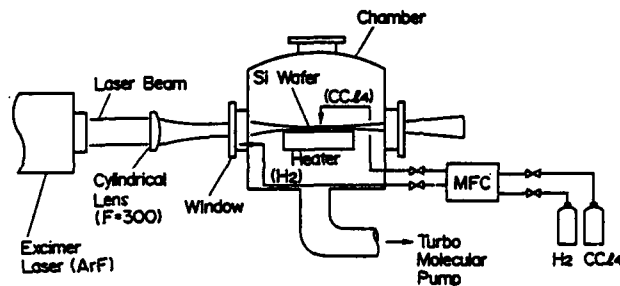 Chamber
Laser Beam
Si Wafer
(CCl4)
Heater
(H2)
MFC
Cylindrical
Lens
(F=300)
Window
Excimer
Laser (ArF)
Turbo
Molecular
Pump
H2 CCl4